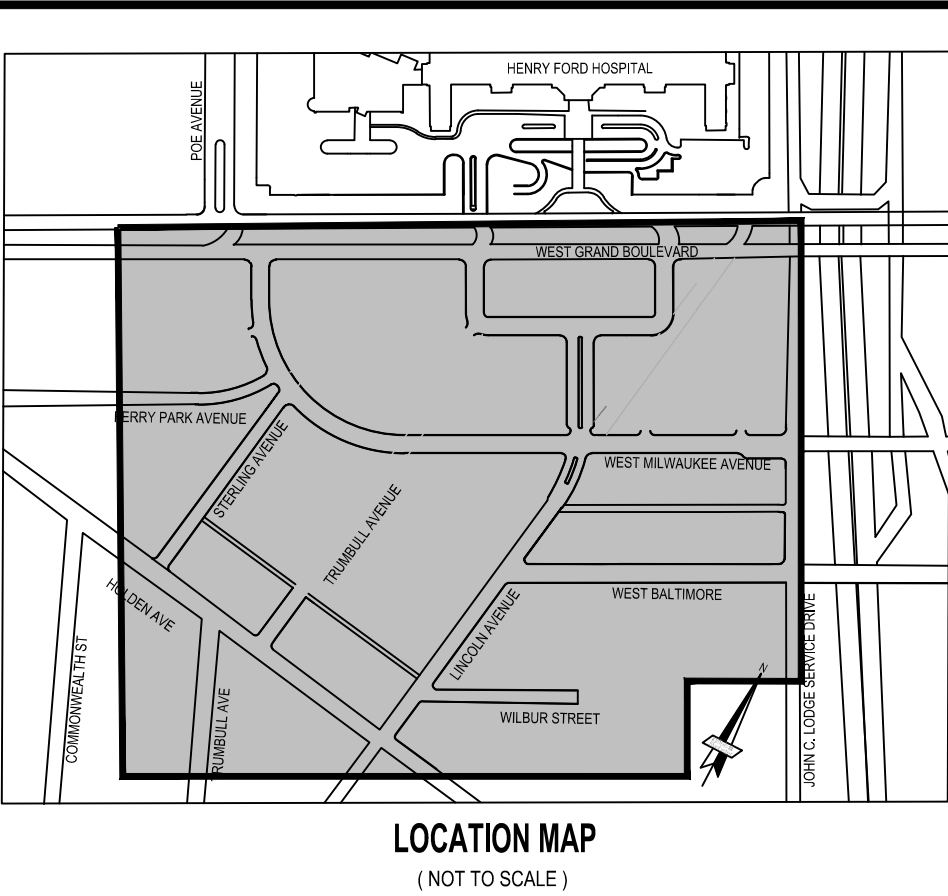 HENRY FORD HOSPITAL
POE AVENUE
WEST GRAND BOULEVARD
FERRY PARK AVENUE
STERLING AVENUE
WEST MILWAUKEE AVENUE
TRUMBULL AVENUE
HOLDEN AVE
WEST BALTIMORE
LINCOLN AVENUE
COMMONWEALTH ST
TRUMBULL AVE
WILBUR STREET
N
JOHN C. LODGE SERVICE DRIVE
LOCATION MAP
( NOT TO SCALE )